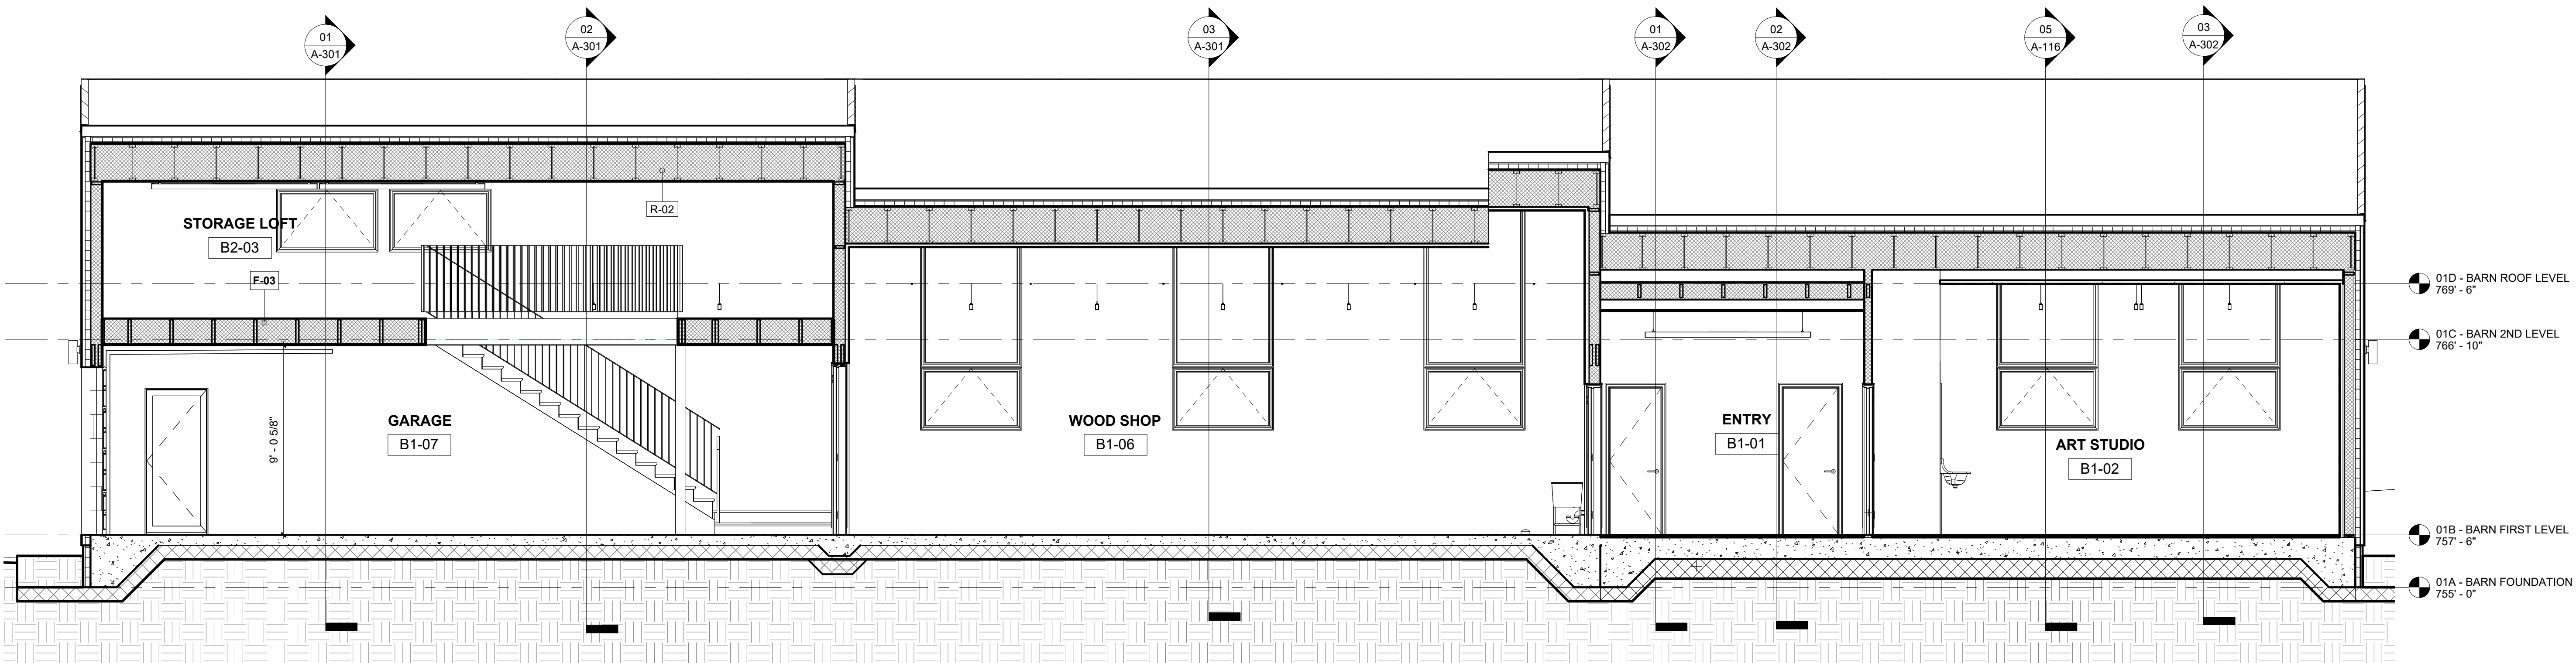 01
A-301
02
A-301
03
A-301
01
A-302
02
A-302
05
A-116
03
A-302
STORAGE LOFT
B2-03
R-02
F-03
01D - BARN ROOF LEVEL
769' - 6"
01C - BARN 2ND LEVEL
766' - 10"
9' - 0 5/8"
GARAGE
B1-07
WOOD SHOP
B1-06
ENTRY
B1-01
ART STUDIO
B1-02
01B - BARN FIRST LEVEL
757' - 6"
01A - BARN FOUNDATION
755' - 0"